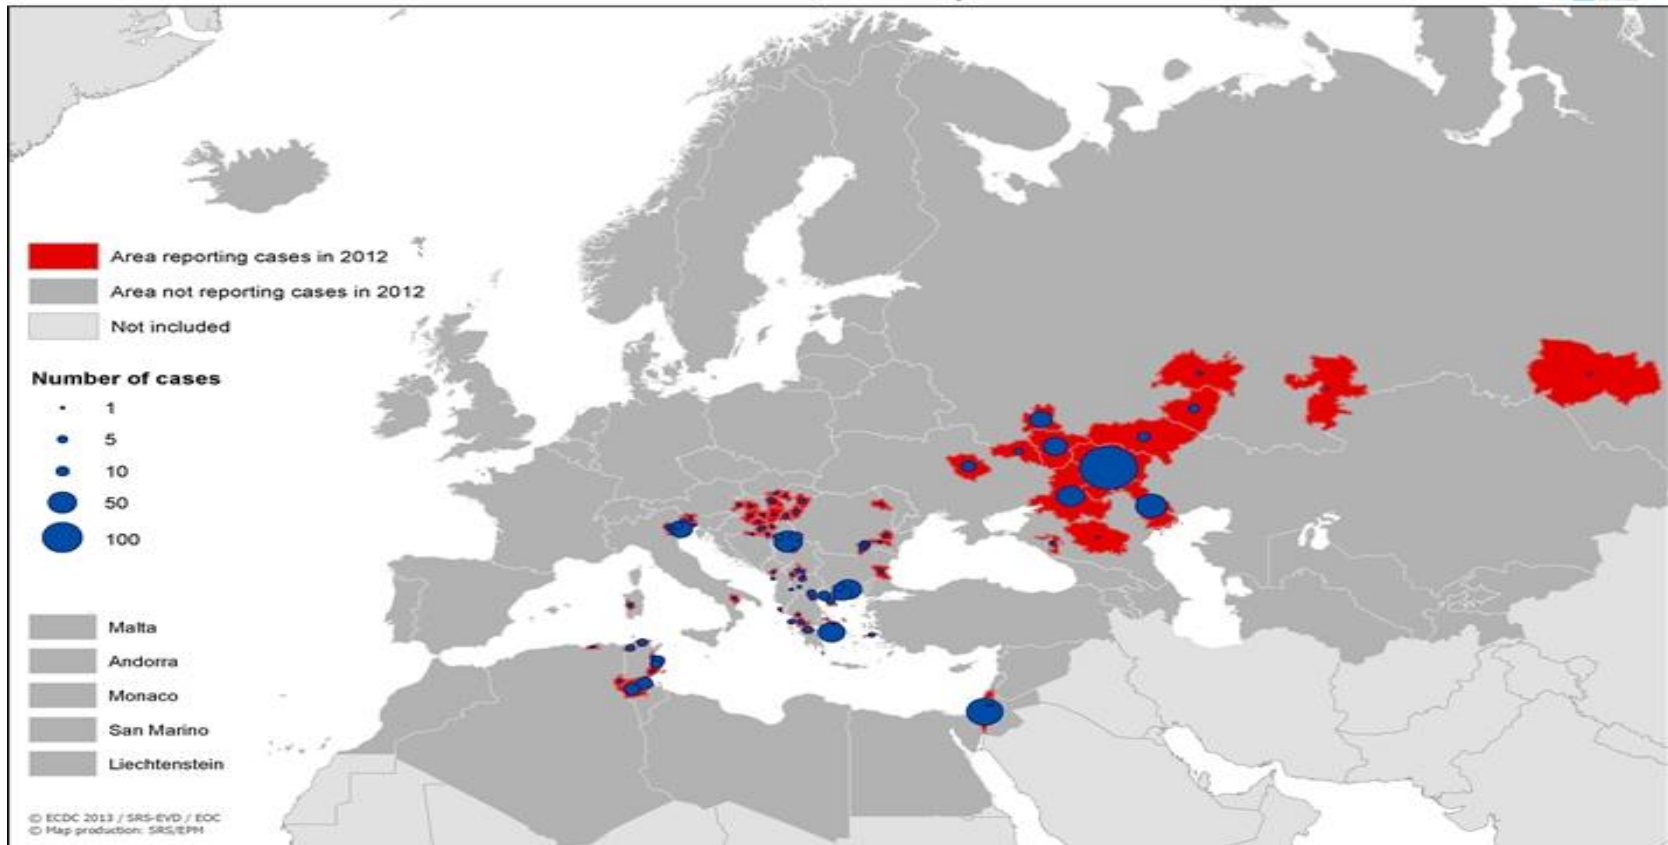 Area reporting cases in 2012
Area not reporting cases in 2012
Not included
Number of cases
1
5
10
50
100
Malta
Andorra
Monaco
San Marino
Liechtenstein
© ECDC 2013 / SRS-EVD / EOC
© Map production: SRS/EPM